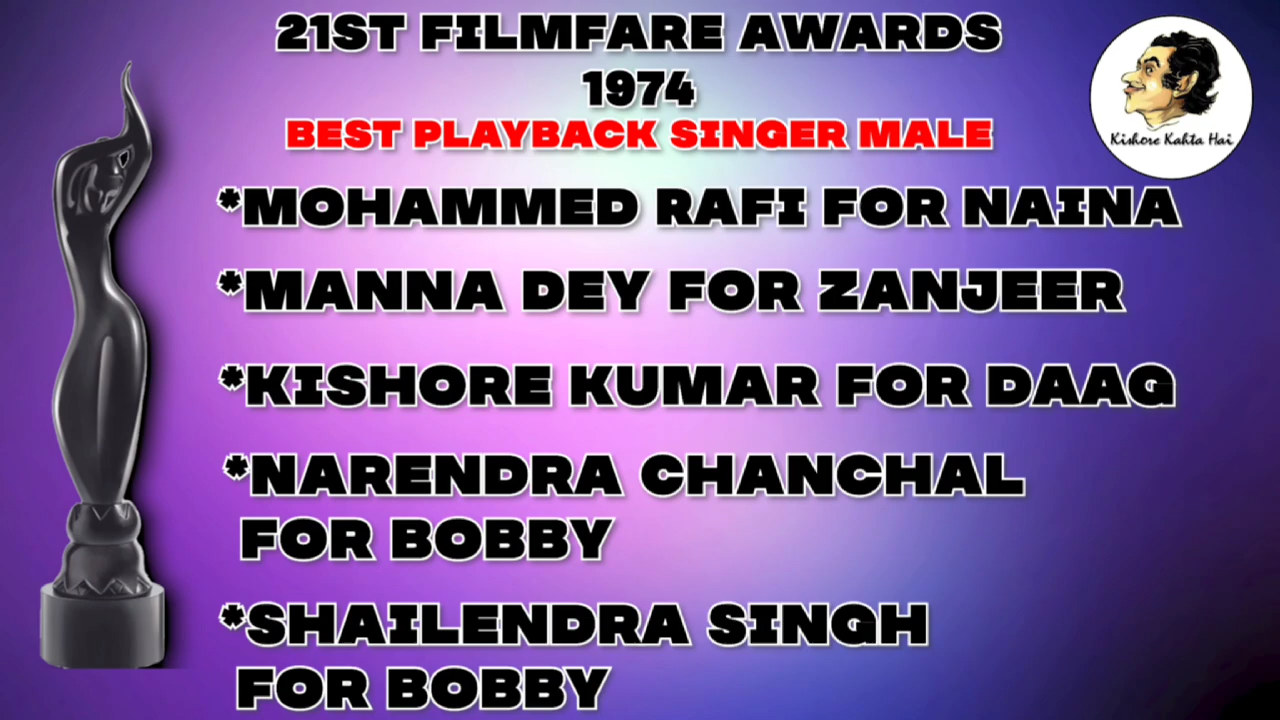 21ST FILMFARE AWARDS
1974
BEST PLAYBACK SINGER MALE
Kishore Kahta Hai
*MOHAMMED RAFI FOR NAINA
*MANNA DEY FOR ZANJEER
*KISHORE KUMAR FOR DAAG
*NARENDRA CHANCHAL
FOR BOBBY
*SHAILENDRA SINGH
FOR BOBBY